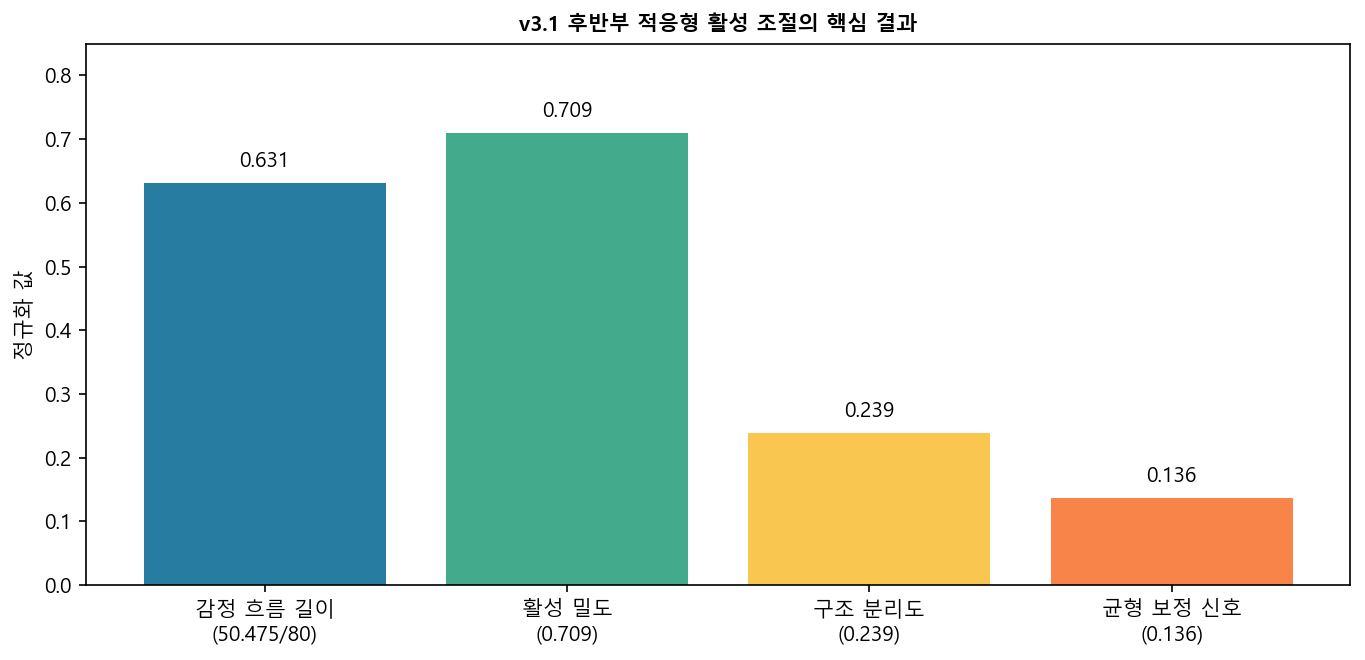 v3.1 후반부 적응형 활성 조절의 핵심 결과
정규화 값
0.8
0.7
0.6
0.5
0.4
0.3
0.2
0.1
0.0
0.631
0.709
0.239
0.136
감정 흐름 길이
(50.475/80)
활성 밀도
(0.709)
구조 분리도
(0.239)
균형 보정 신호
(0.136)